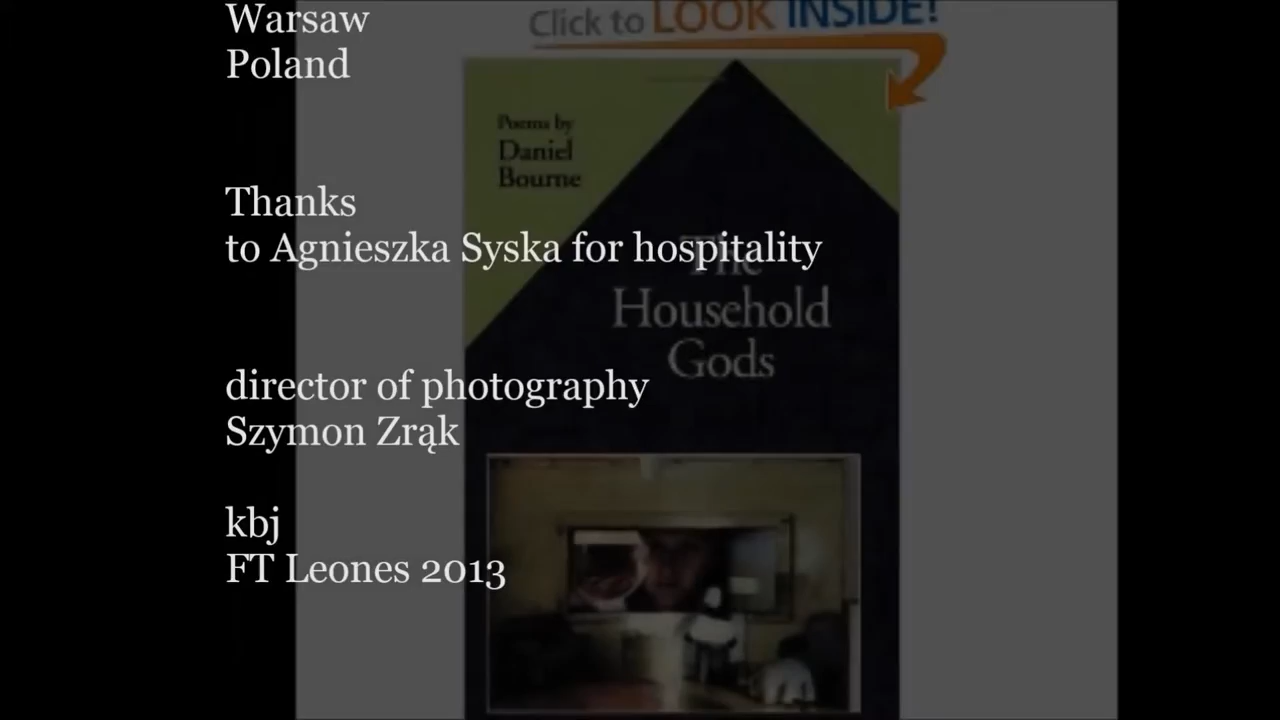 Warsaw
Poland
Thanks
to Agnieszka Syska for hospitality
director of photography
Szymon Zrąk
kbj
FT Leones 2013
Click to LOOK INSIDE!
Poems by
Daniel
Bourne
The
Household
Gods